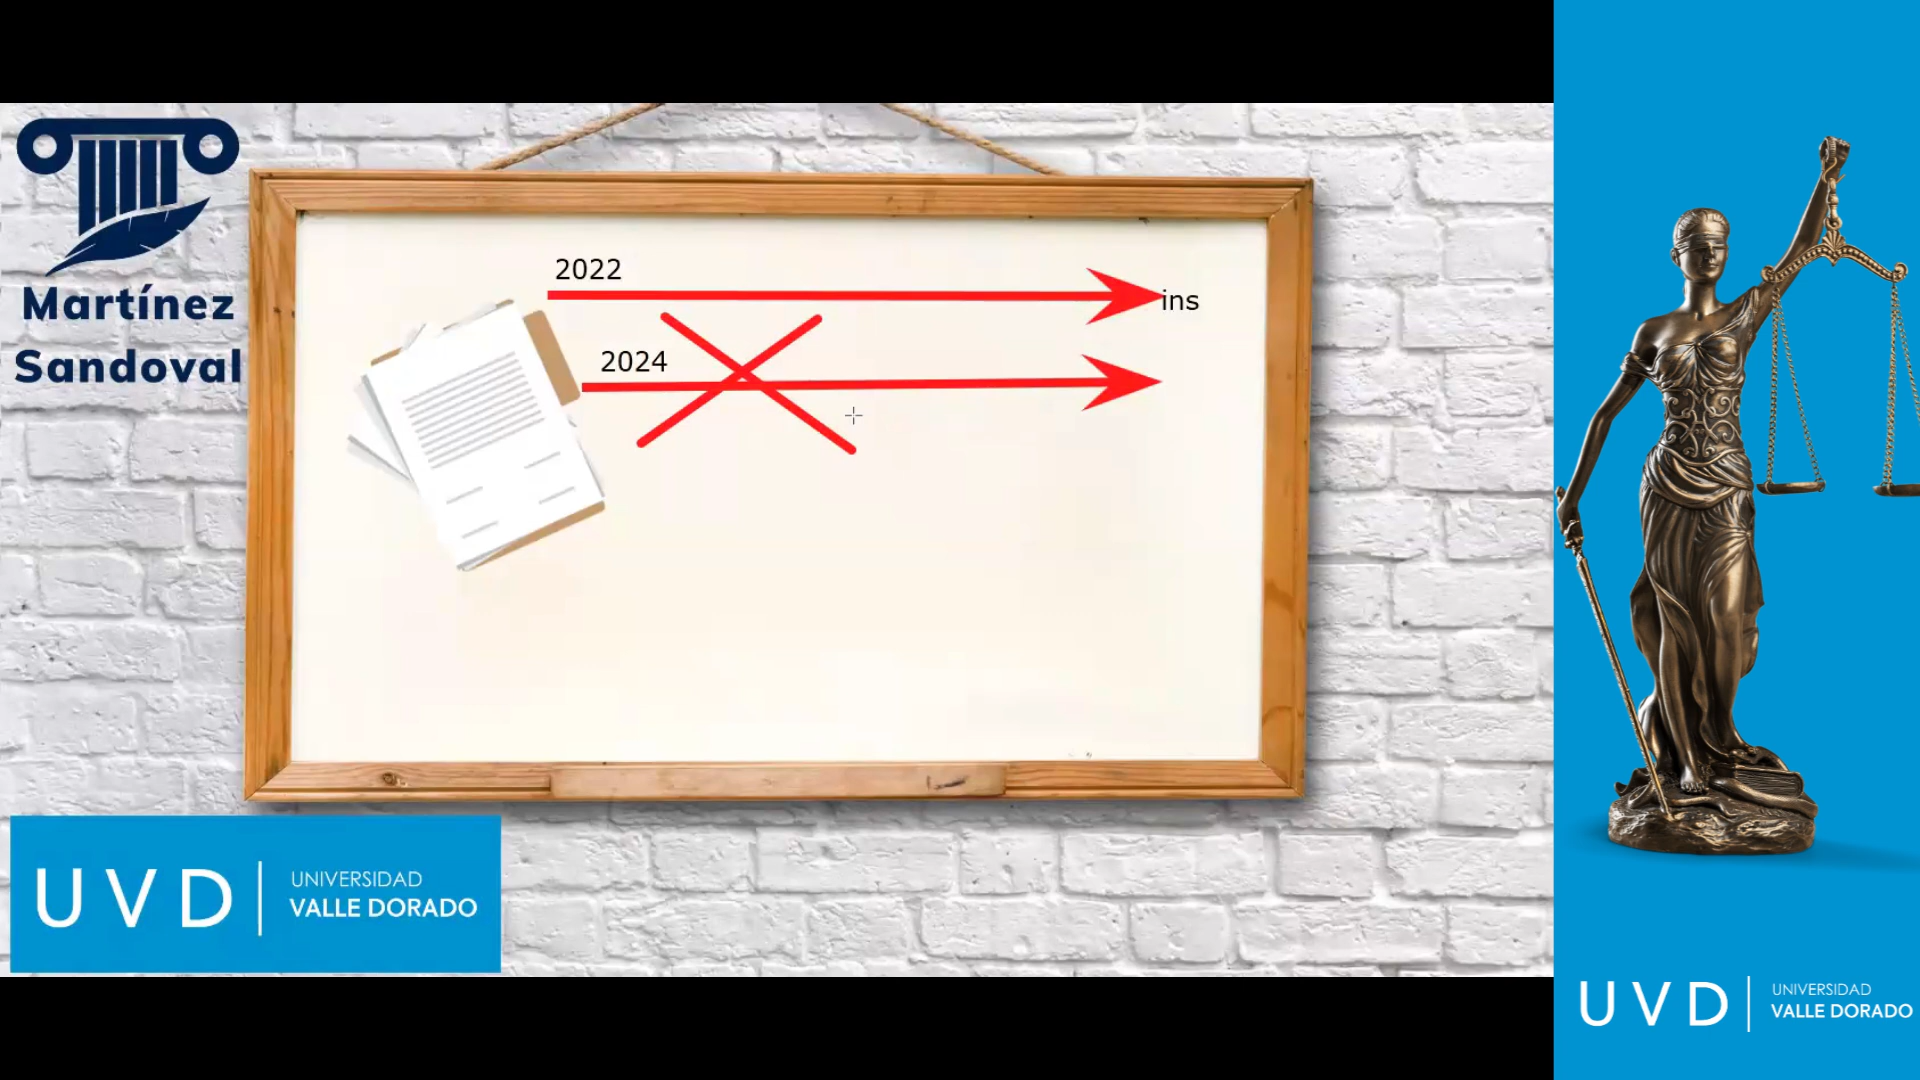 Martínez
Sandoval
2022
ins
2024
UVD
UNIVERSIDAD
VALLE DORADO
UVD
UNIVERSIDAD
VALLE DORADO